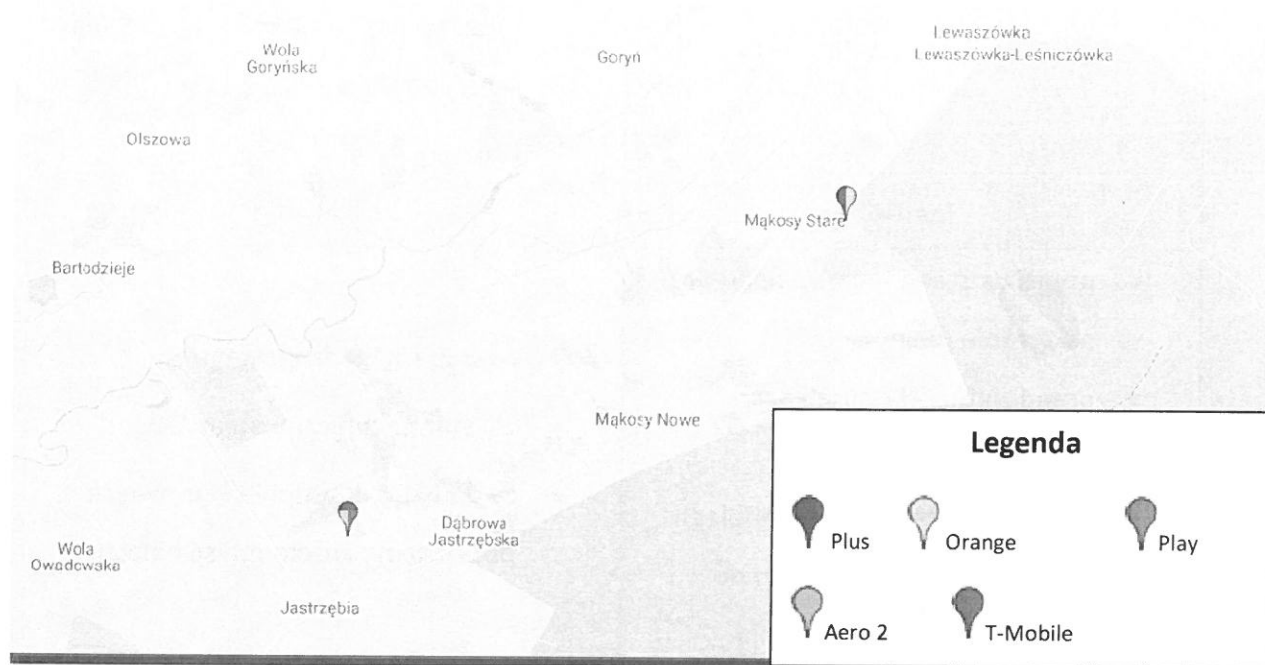 Lewaszówka
Lewaszówka-Leśniczówka
Wola
Goryńska
Goryń
Olszowa
Mąkosy Stare
Bartodzieje
Mąkosy Nowe
Dąbrowa
Jastrzębska
Wola
Owadowska
Jastrzębia
Legenda
Plus
Orange
Play
Aero 2
T-Mobile